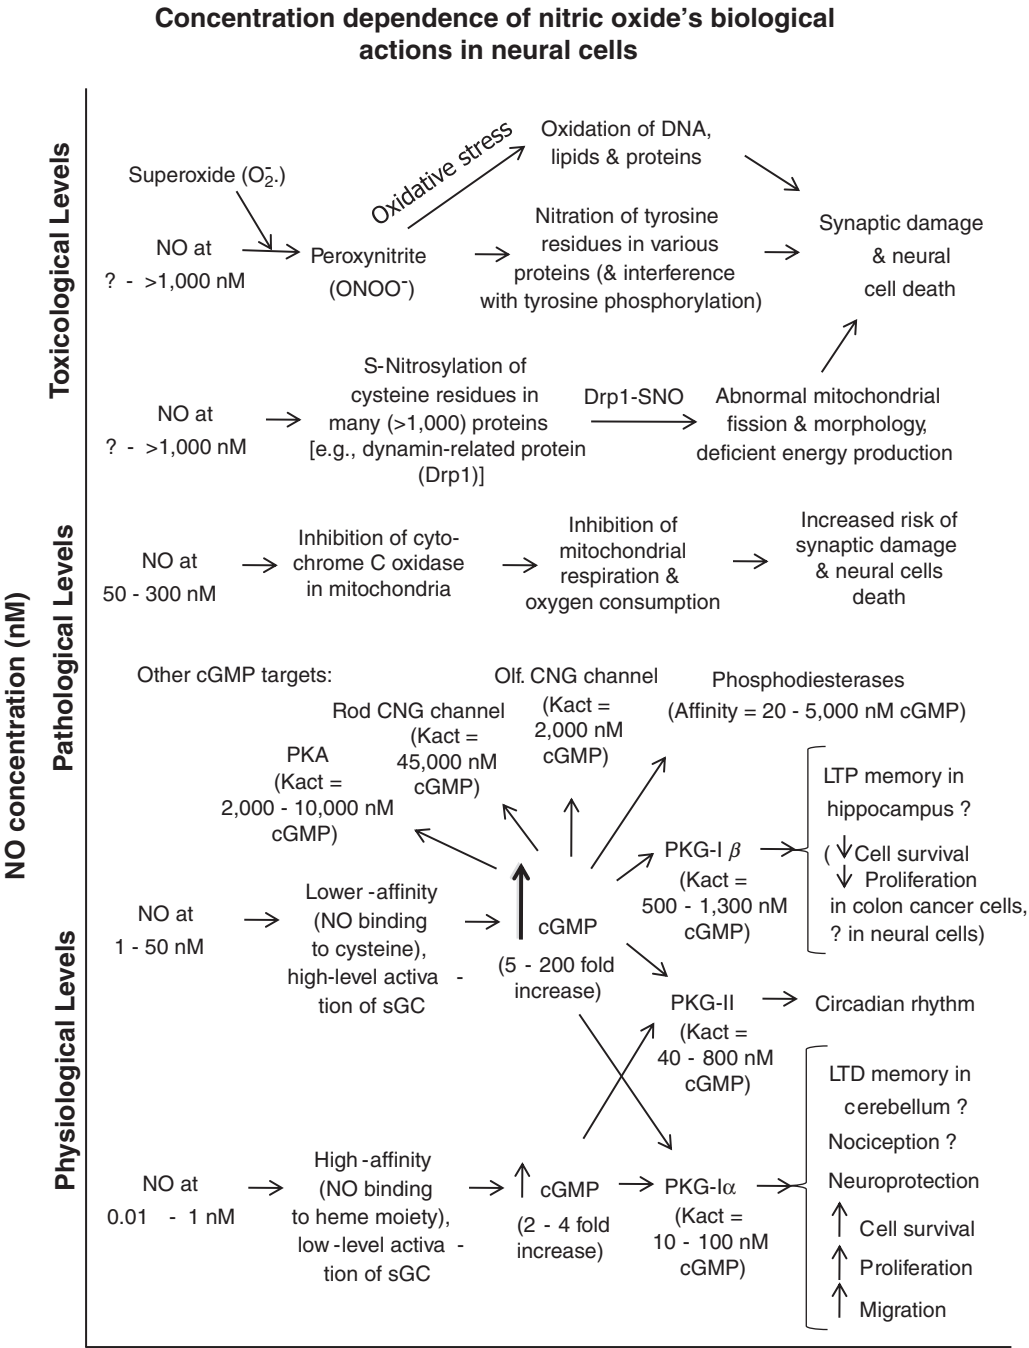 Concentration dependence of nitric oxide's biological
actions in neural cells
NO concentration (nM)
Toxicological Levels
Superoxide (O2-.)
NO at
? - >1,000 nM
Peroxynitrite
(ONOO-)
Oxidative stress
Oxidation of DNA,
lipids & proteins
Nitration of tyrosine
residues in various
proteins (& interference
with tyrosine phosphorylation)
Synaptic damage
& neural
cell death
NO at
? - >1,000 nM
S-Nitrosylation of
cysteine residues in
many (>1,000) proteins
[e.g., dynamin-related protein
(Drp1)]
Drp1-SNO
Abnormal mitochondrial
fission & morphology,
deficient energy production
Pathological Levels
NO at
50 - 300 nM
Inhibition of cyto-
chrome C oxidase
in mitochondria
Inhibition of
mitochondrial
respiration &
oxygen consumption
Increased risk of
synaptic damage
& neural cells
death
Physiological Levels
Other cGMP targets:
PKA
(Kact =
2,000 - 10,000 nM
cGMP)
Rod CNG channel
(Kact =
45,000 nM
cGMP)
Olf. CNG channel
(Kact =
2,000 nM
cGMP)
Phosphodiesterases
(Affinity = 20 - 5,000 nM cGMP)
NO at
1 - 50 nM
Lower -affinity
(NO binding
to cysteine),
high-level activa -
tion of sGC
↑ cGMP
(5 - 200 fold
increase)
PKG-I β
(Kact =
500 - 1,300 nM
cGMP)
LTP memory in
hippocampus ?
( ↓ Cell survival
↓ Proliferation
in colon cancer cells,
? in neural cells)
PKG-II
(Kact =
40 - 800 nM
cGMP)
Circadian rhythm
NO at
0.01 - 1 nM
High -affinity
(NO binding
to heme moiety),
low -level activa -
tion of sGC
↑ cGMP
(2 - 4 fold
increase)
PKG-Iα
(Kact =
10 - 100 nM
cGMP)
LTD memory in
cerebellum ?
Nociception ?
Neuroprotection
↑ Cell survival
↑ Proliferation
↑ Migration